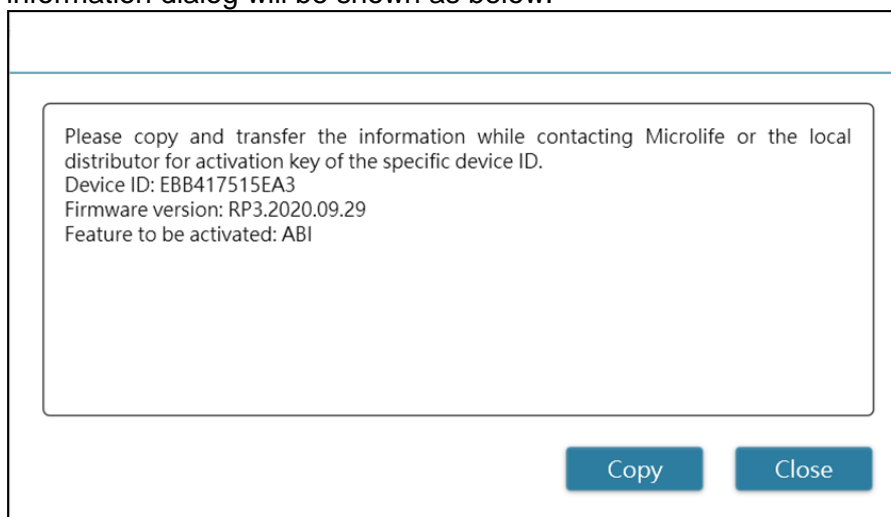 information dialog will be shown as below.
Please copy and transfer the information while contacting Microlife or the local
distributor for activation key of the specific device ID.
Device ID: EBB417515EA3
Firmware version: RP3.2020.09.29
Feature to be activated: ABI
Copy Close